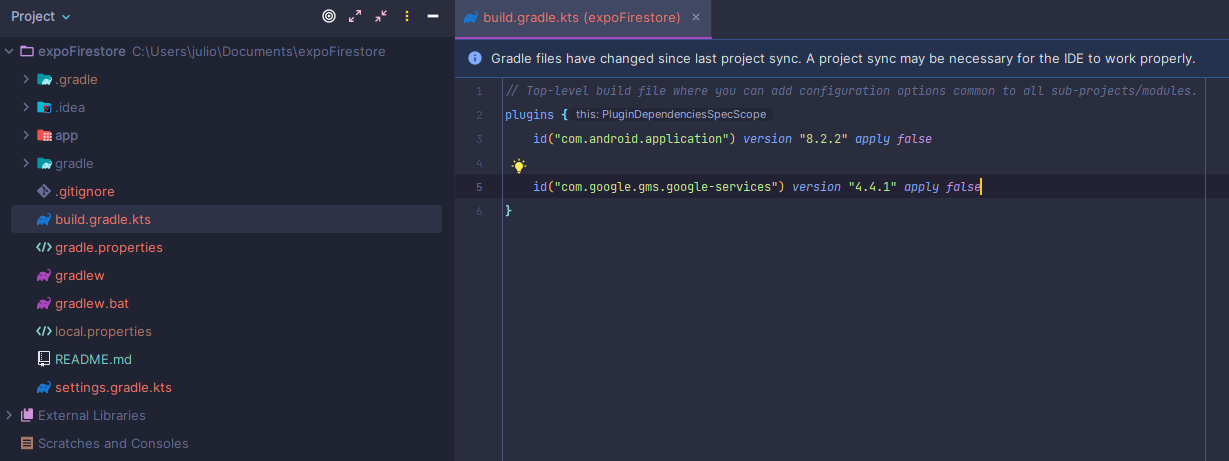 Project
build.gradle.kts (expoFirestore)
expoFirestore C:\Users\julio\Documents\expoFirestore
.gradle
.idea
app
gradle
.gitignore
build.gradle.kts
gradle.properties
gradlew
gradlew.bat
local.properties
README.md
settings.gradle.kts
External Libraries
Scratches and Consoles
Gradle files have changed since last project sync. A project sync may be necessary for the IDE to work properly.
1 // Top-level build file where you can add configuration options common to all sub-projects/modules.
2 plugins { this: PluginDependenciesSpecScope
3 id("com.android.application") version "8.2.2" apply false
4
5 id("com.google.gms.google-services") version "4.4.1" apply false
6 }